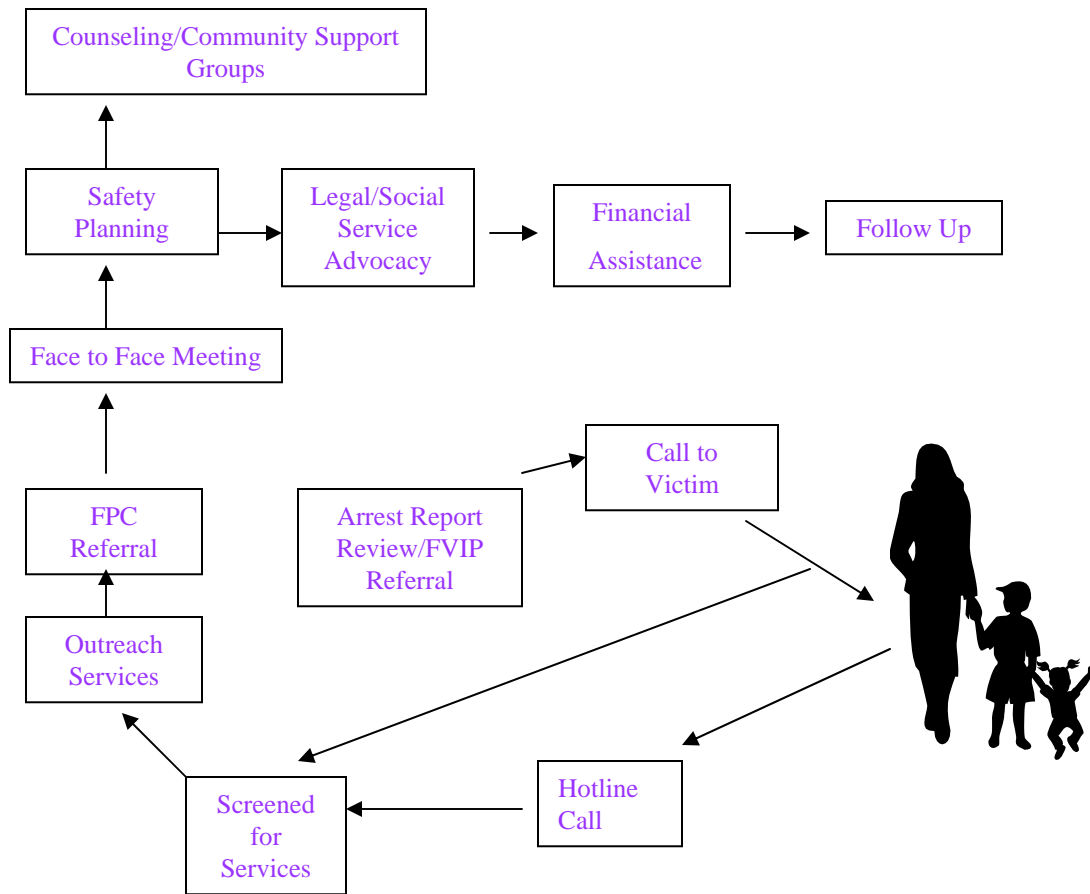 Counseling/Community Support
Groups
Safety
Planning
Legal/Social
Service
Advocacy
Financial
Assistance
Follow Up
Face to Face Meeting
Call to
Victim
FPC
Referral
Arrest Report
Review/FVIP
Referral
Outreach
Services
Screened
for
Services
Hotline
Call